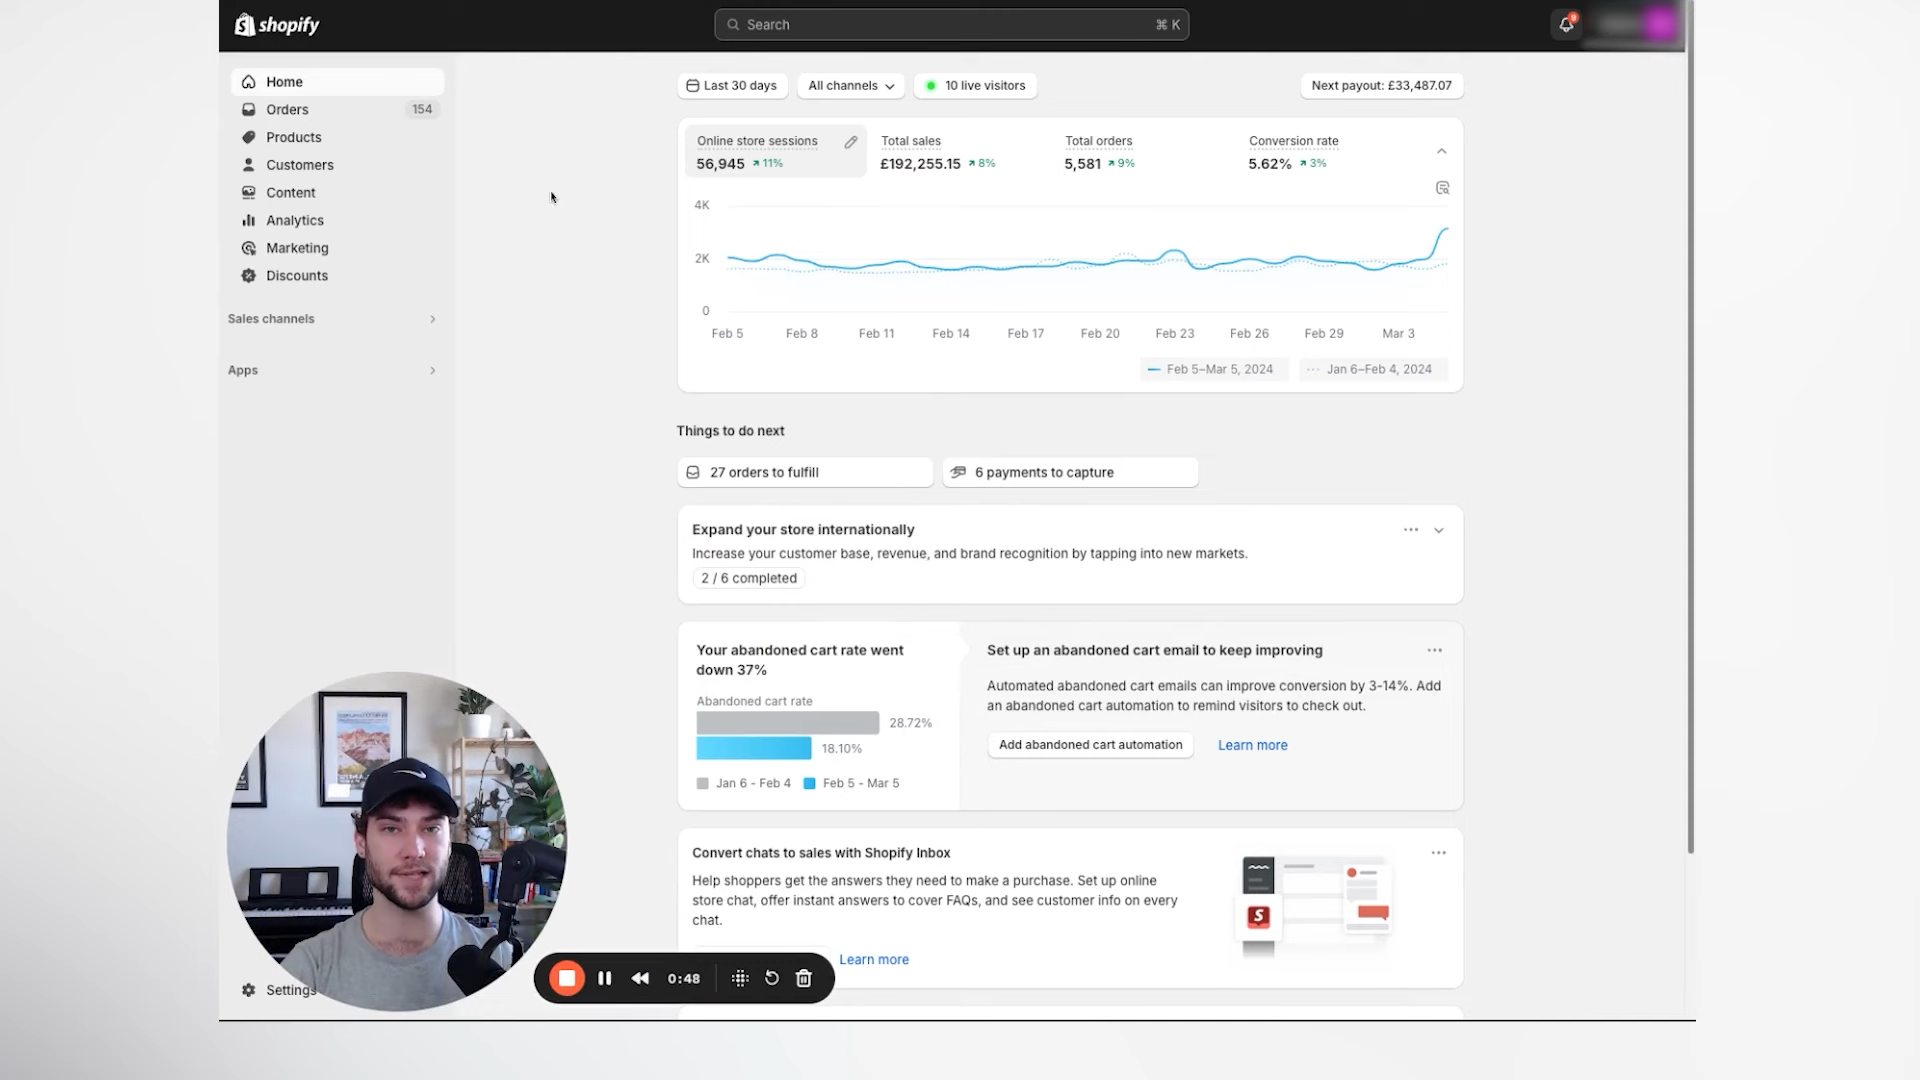 shopify
Search
⌘ K
9
Home
Orders
154
Products
Customers
Content
Analytics
Marketing
Discounts
Sales channels
Apps
Settings
Last 30 days
All channels
10 live visitors
Next payout: £33,487.07
Online store sessions
56,945 11%
Total sales
£192,255.15 8%
Total orders
5,581 9%
Conversion rate
5.62% 3%
4K
2K
0
Feb 5
Feb 8
Feb 11
Feb 14
Feb 17
Feb 20
Feb 23
Feb 26
Feb 29
Mar 3
Feb 5–Mar 5, 2024
Jan 6–Feb 4, 2024
Things to do next
27 orders to fulfill
6 payments to capture
Expand your store internationally
Increase your customer base, revenue, and brand recognition by tapping into new markets.
2 / 6 completed
Your abandoned cart rate went
down 37%
Abandoned cart rate
28.72%
18.10%
Jan 6 - Feb 4
Feb 5 - Mar 5
Set up an abandoned cart email to keep improving
Automated abandoned cart emails can improve conversion by 3-14%. Add
an abandoned cart automation to remind visitors to check out.
Add abandoned cart automation
Learn more
Convert chats to sales with Shopify Inbox
Help shoppers get the answers they need to make a purchase. Set up online
store chat, offer instant answers to cover FAQs, and see customer info on every
chat.
Learn more
0:48